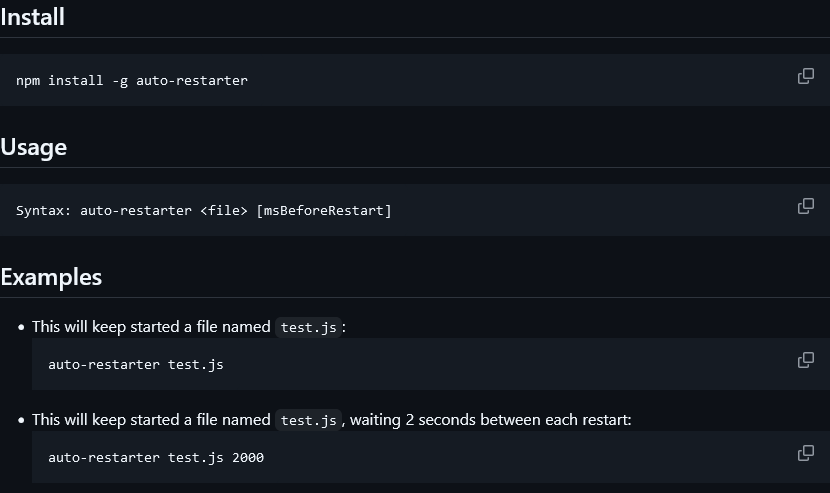 Install
npm install -g auto-restarter
Usage
Syntax: auto-restarter <file> [msBeforeRestart]
Examples
• This will keep started a file named test.js:
auto-restarter test.js
• This will keep started a file named test.js, waiting 2 seconds between each restart:
auto-restarter test.js 2000